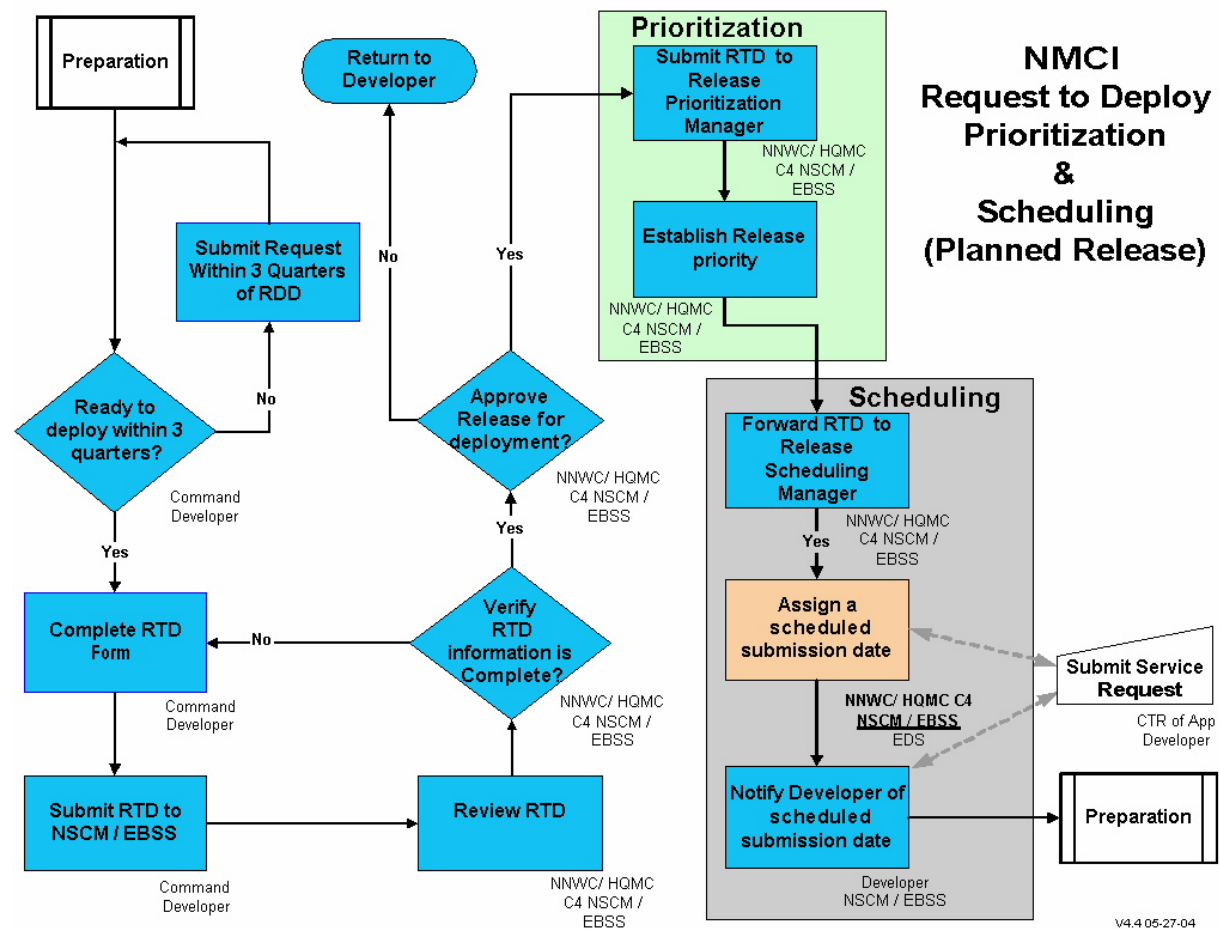 Preparation
Return to
Developer
Prioritization
Submit RTD to
Release
Prioritization
Manager
NNWC/ HQMC
C4 NSCM /
EBSS
Establish Release
priority
NNWC/ HQMC
C4 NSCM /
EBSS
NMCI
Request to Deploy
Prioritization
&
Scheduling
(Planned Release)
Submit Request
Within 3 Quarters
of RDD
No
Yes
No
Ready to
deploy within 3
quarters?
Command
Developer
Yes
Approve
Release for
deployment?
NNWC/ HQMC
C4 NSCM /
EBSS
Yes
Scheduling
Forward RTD to
Release
Scheduling
Manager
NNWC/ HQMC
C4 NSCM /
EBSS
Yes
Complete RTD
Form
Command
Developer
No
Verify
RTD
information is
Complete?
NNWC/ HQMC
C4 NSCM /
EBSS
Assign a
scheduled
submission date
NNWC/ HQMC C4
NSCM / EBSS
EDS
Submit Service
Request
CTR of App
Developer
Submit RTD to
NSCM / EBSS
Command
Developer
Review RTD
NNWC/ HQMC
C4 NSCM /
EBSS
Notify Developer of
scheduled
submission date
Developer
NSCM / EBSS
Preparation
V4.4 05-27-04